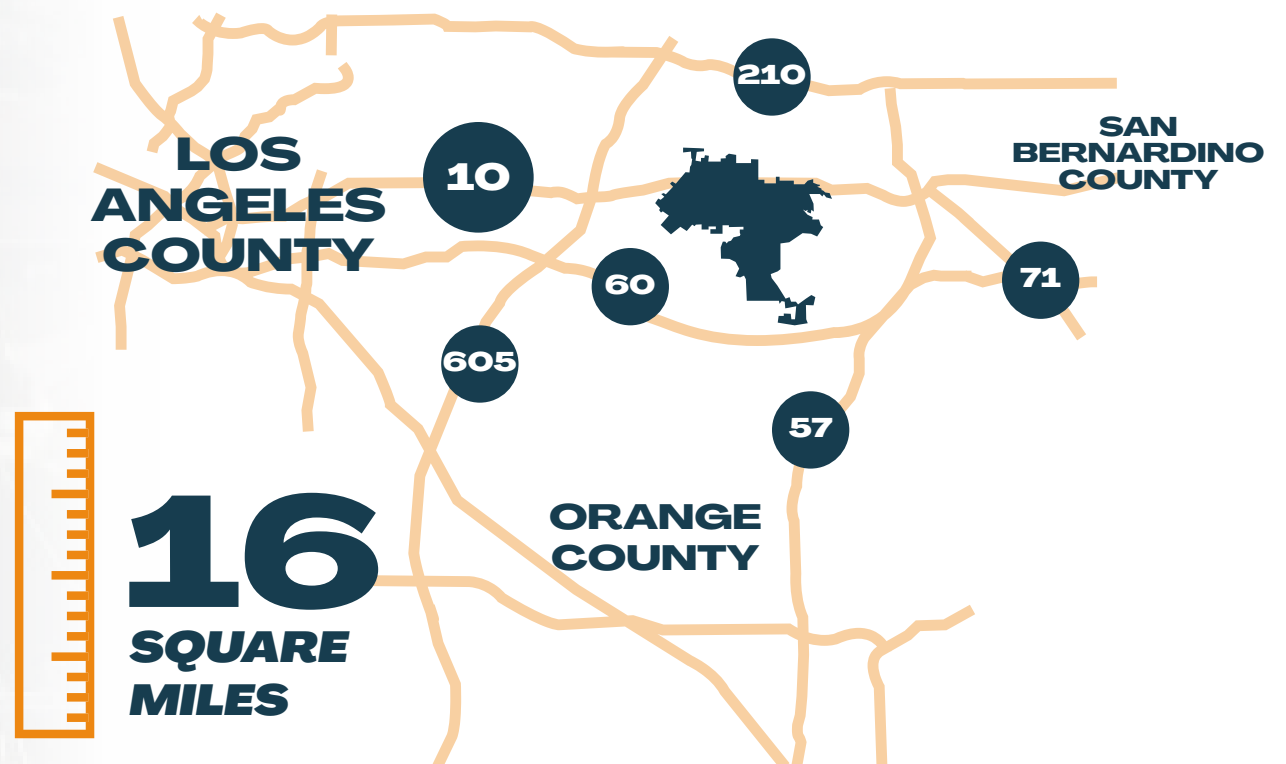 210
SAN
BERNARDINO
COUNTY
LOS
ANGELES
COUNTY
10
60
71
605
57
ORANGE
COUNTY
16
SQUARE
MILES